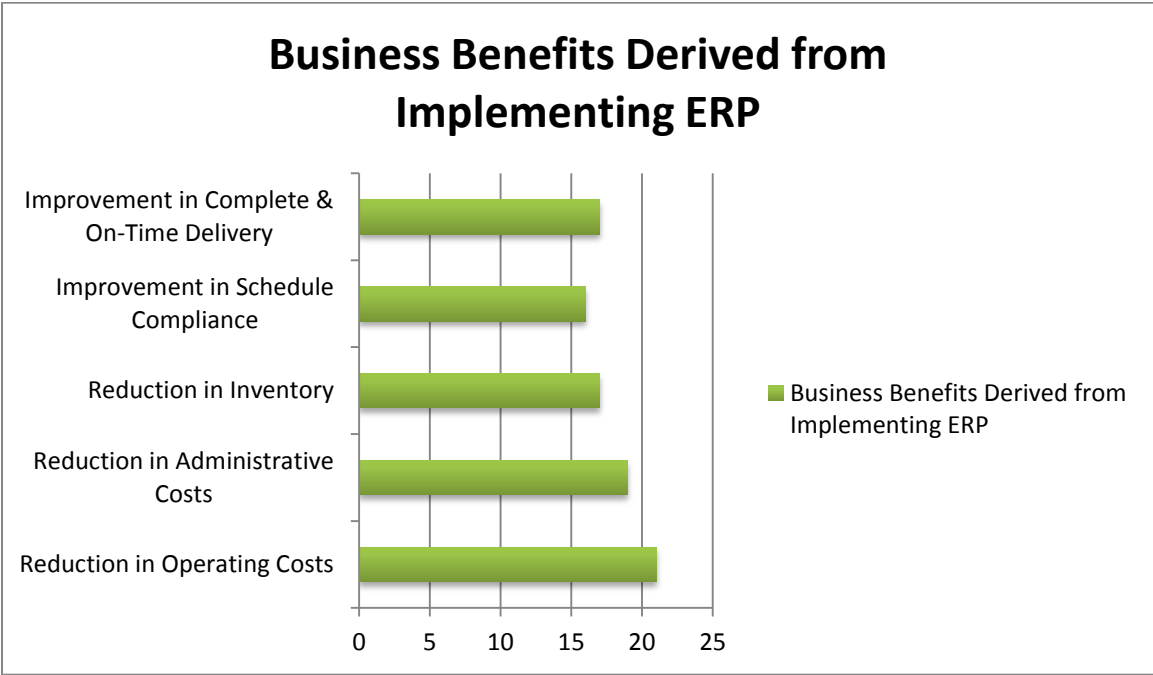 Business Benefits Derived from
Implementing ERP
Improvement in Complete &
On-Time Delivery
Improvement in Schedule
Compliance
Reduction in Inventory
Reduction in Administrative
Costs
Reduction in Operating Costs
0 5 10 15 20 25
Business Benefits Derived from
Implementing ERP